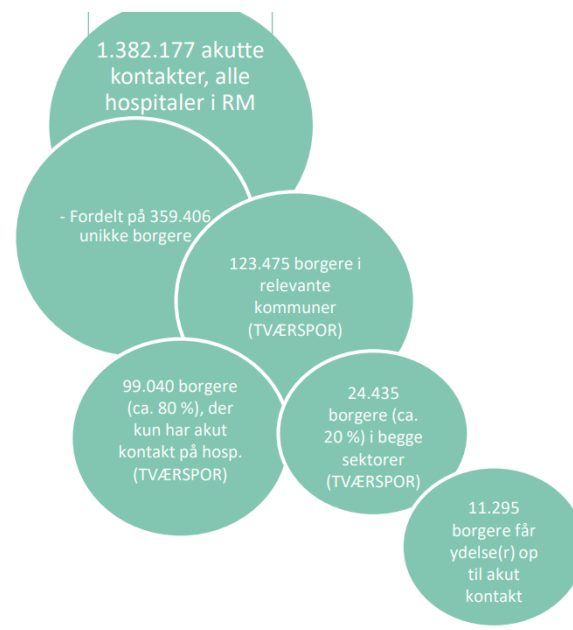 1.382.177 akutte
kontakter, alle
hospitaler i RM
- Fordelt på 359.406
unikke borgere
123.475 borgere i
relevante
kommuner
(TVÆRSPOR)
99.040 borgere
(ca. 80 %), der
kun har akut
kontakt på hosp.
(TVÆRSPOR)
24.435
borgere (ca.
20 %) i begge
sektorer
(TVÆRSPOR)
11.295
borgere får
ydelse(r) op
til akut
kontakt